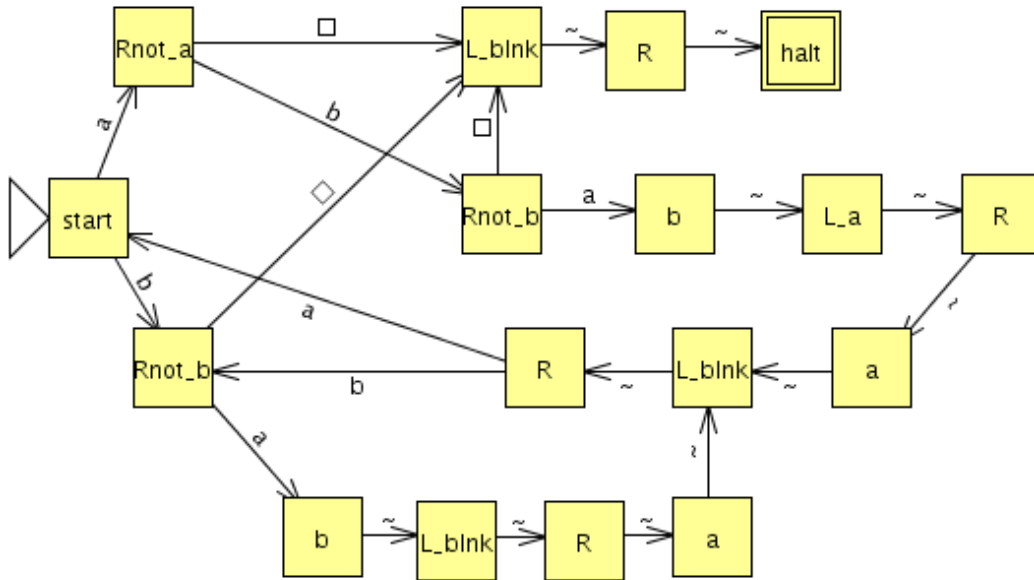 □
Rnot_a L_blnk ~ R ~ halt
b
a □
start Rnot_b a b ~ L_a ~ R
◇
b a ~
Rnot_b b R ~ L_blnk ~ a
a ~
b ~ L_blnk ~ R ~ a